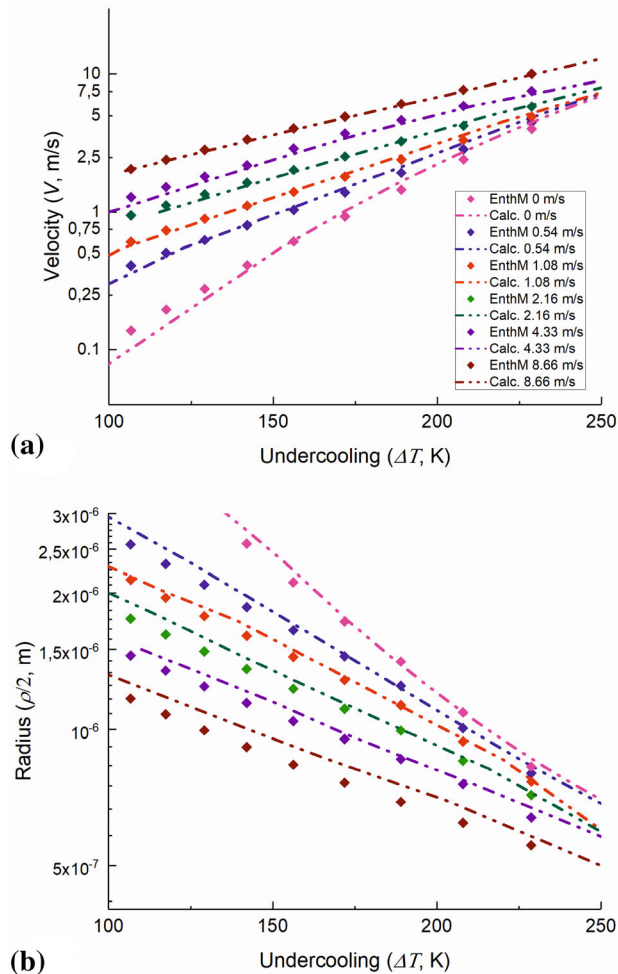 10
7,5
5
2,5
1
0,75
0,5
0,25
0.1
Velocity (V, m/s)
EnthM 0 m/s
Calc. 0 m/s
EnthM 0.54 m/s
Calc. 0.54 m/s
EnthM 1.08 m/s
Calc. 1.08 m/s
EnthM 2.16 m/s
Calc. 2.16 m/s
EnthM 4.33 m/s
Calc. 4.33 m/s
EnthM 8.66 m/s
Calc. 8.66 m/s
100 150 200 250
(a) Undercooling (ΔT, K)
3x10⁻⁶
2,5x10⁻⁶
2x10⁻⁶
1,5x10⁻⁶
10⁻⁶
5x10⁻⁷
Radius (ρ/2, m)
100 150 200 250
(b) Undercooling (ΔT, K)